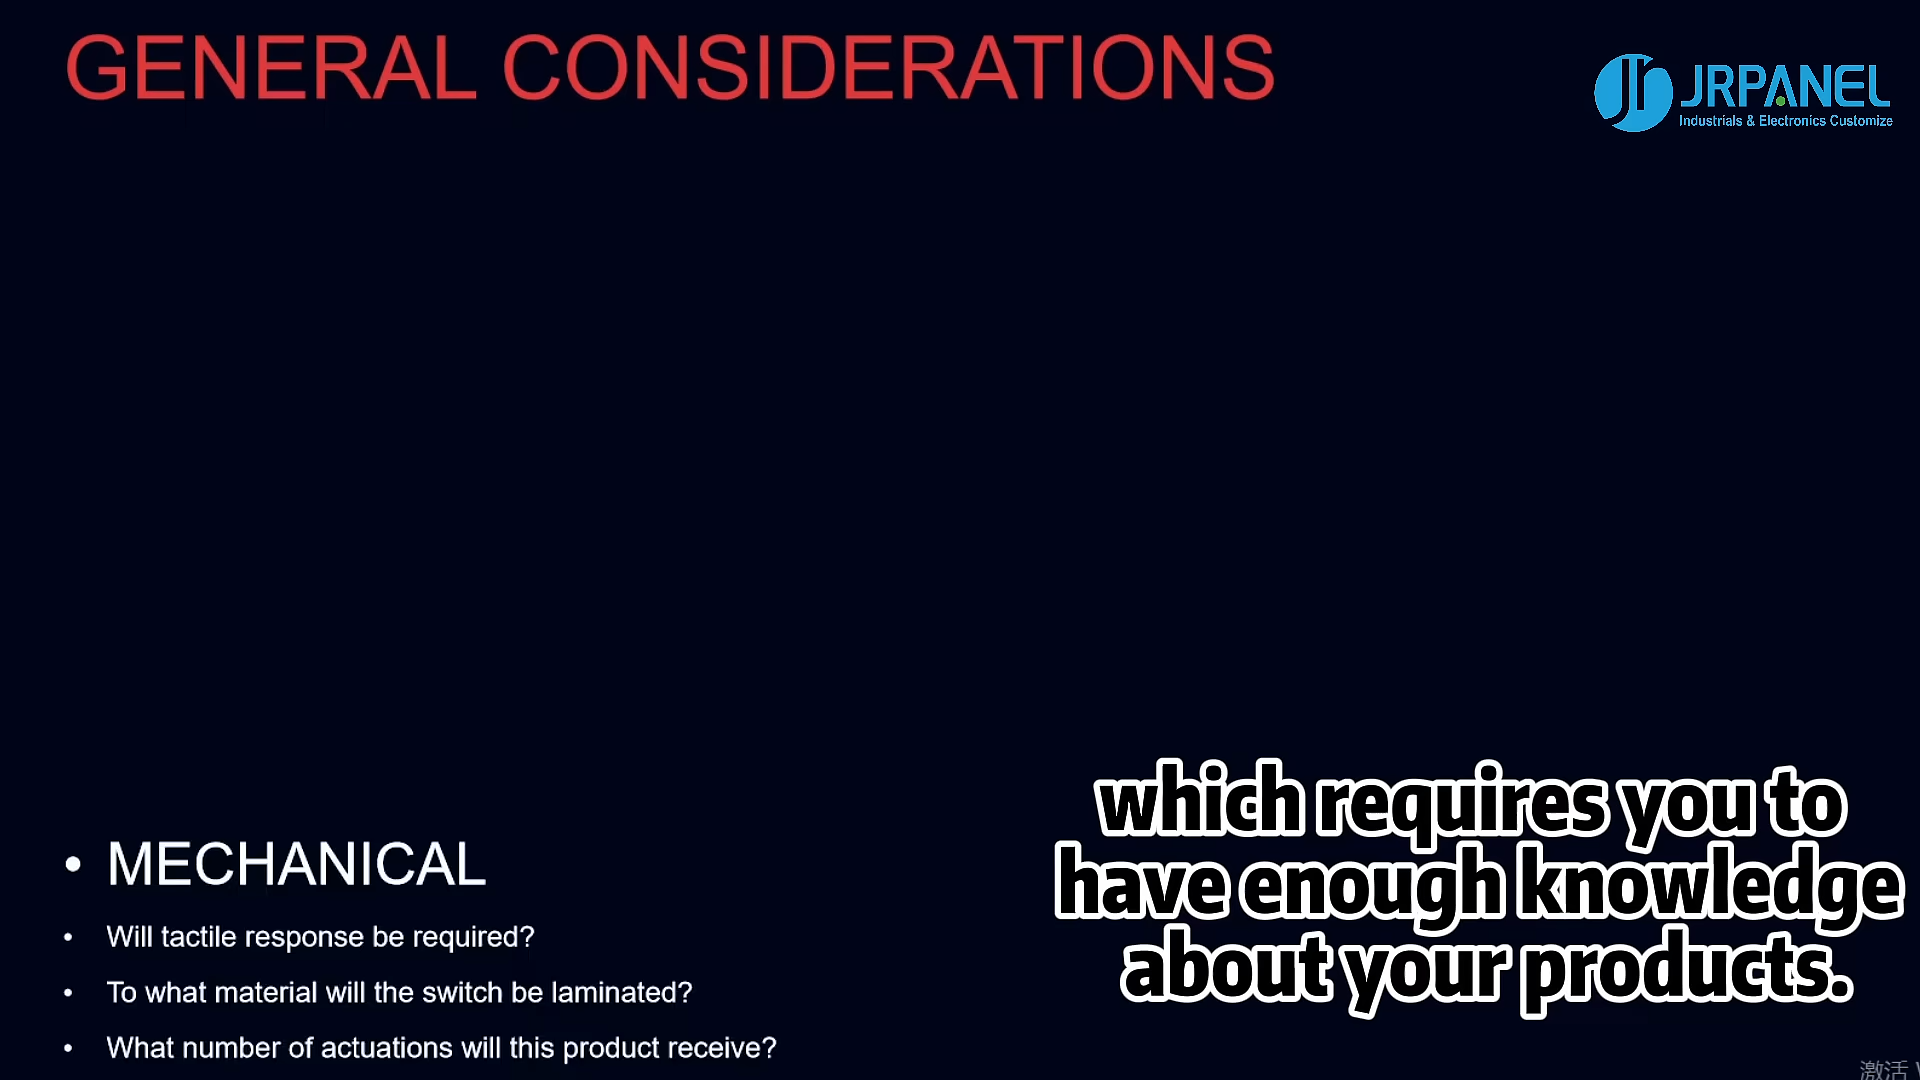 GENERAL CONSIDERATIONS
JRPANEL
Industrials & Electronics Customize
• MECHANICAL
• Will tactile response be required?
• To what material will the switch be laminated?
• What number of actuations will this product receive?
which requires you to
have enough knowledge
about your products.
激活